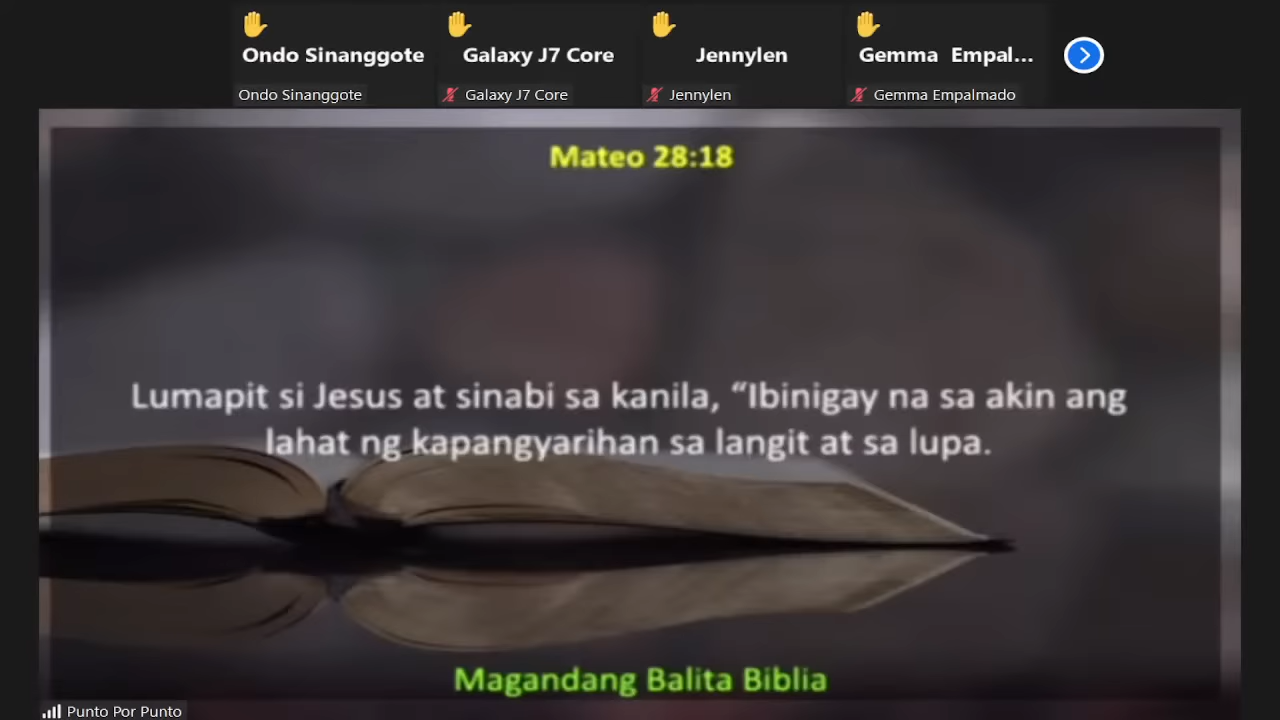 Ondo Sinanggote
Galaxy J7 Core
Jennylen
Gemma Empal...
Ondo Sinanggote
Galaxy J7 Core
Jennylen
Gemma Empalmado
Mateo 28:18
Lumapit si Jesus at sinabi sa kanila, “Ibinigay na sa akin ang
lahat ng kapangyarihan sa langit at sa lupa.
Magandang Balita Biblia
Punto Por Punto